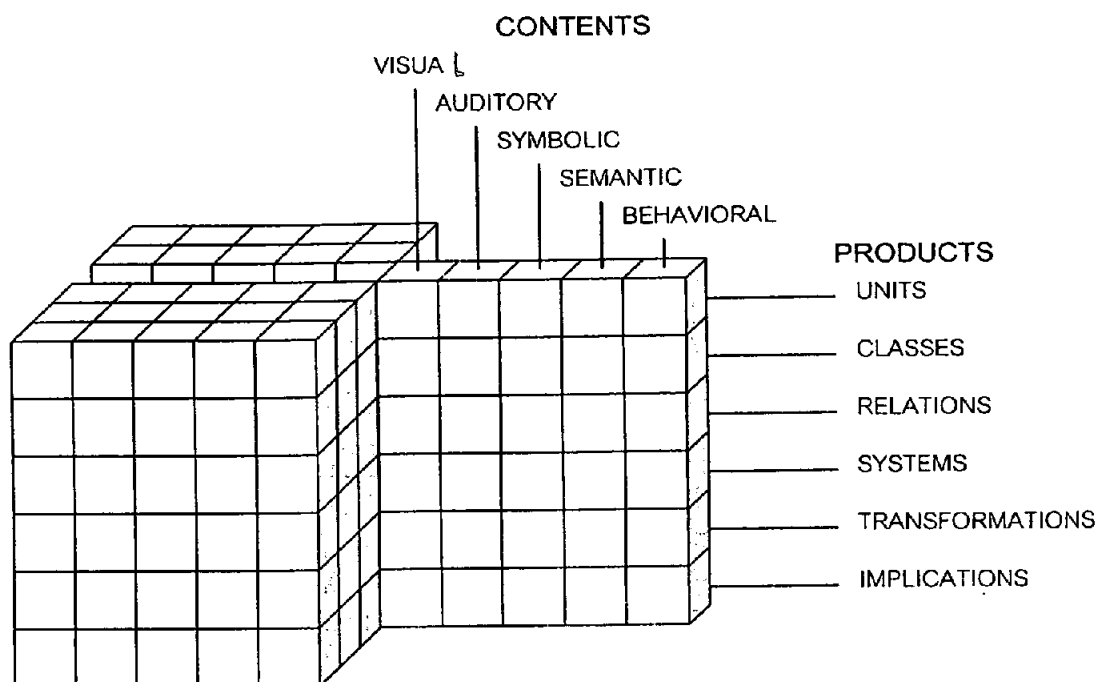 CONTENTS
VISUAL
AUDITORY
SYMBOLIC
SEMANTIC
BEHAVIORAL
PRODUCTS
UNITS
CLASSES
RELATIONS
SYSTEMS
TRANSFORMATIONS
IMPLICATIONS